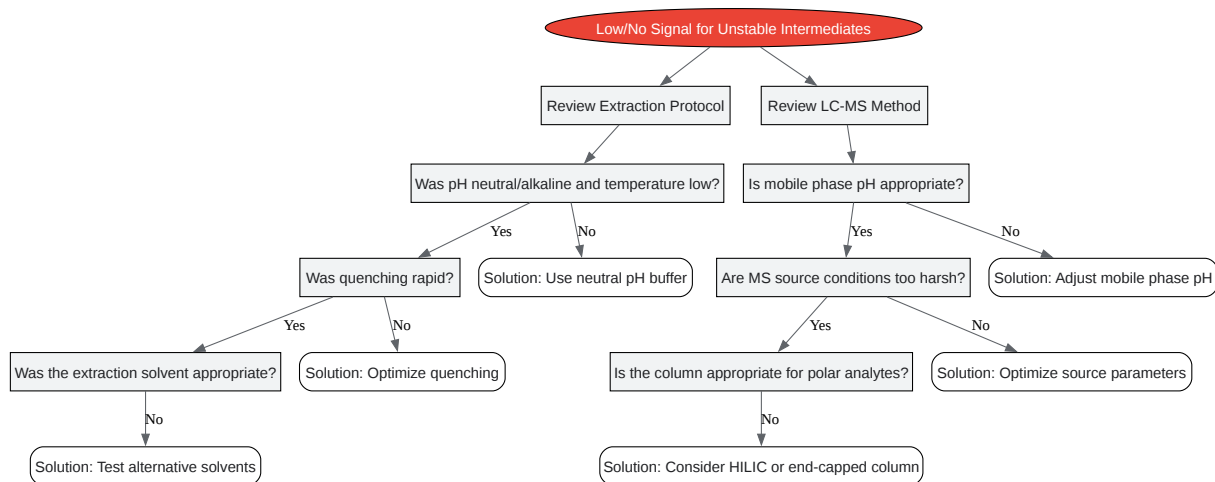 Low/No Signal for Unstable Intermediates
Review Extraction Protocol
Review LC-MS Method
Was pH neutral/alkaline and temperature low?
Is mobile phase pH appropriate?
Yes
No
Yes
No
Was quenching rapid?
Solution: Use neutral pH buffer
Are MS source conditions too harsh?
Solution: Adjust mobile phase pH
Yes
No
Yes
No
Was the extraction solvent appropriate?
Solution: Optimize quenching
Is the column appropriate for polar analytes?
Solution: Optimize source parameters
No
No
Solution: Test alternative solvents
Solution: Consider HILIC or end-capped column